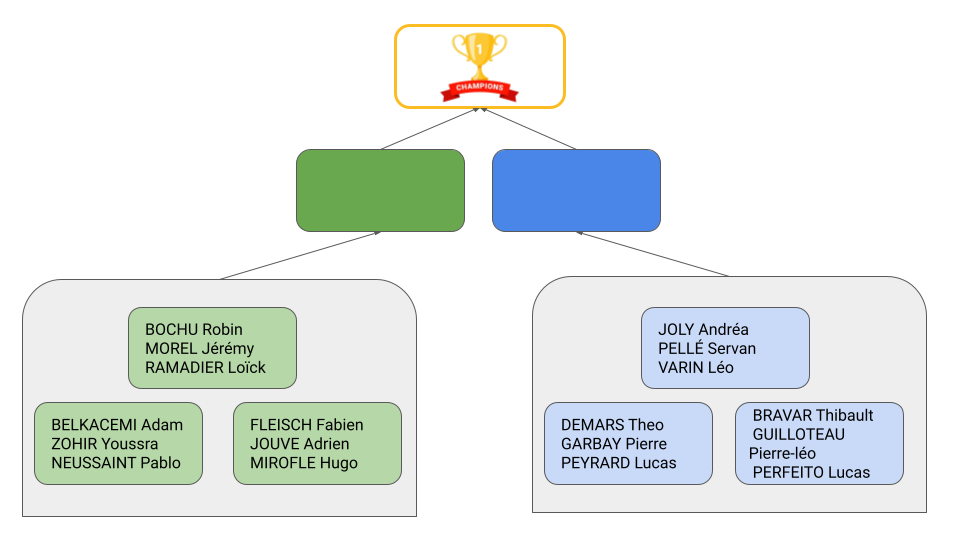 1
CHAMPIONS
BOCHU Robin
MOREL Jérémy
RAMADIER Loïck
BELKACEMI Adam
ZOHIR Youssra
NEUSSAINT Pablo
FLEISCH Fabien
JOUVE Adrien
MIROFLE Hugo
JOLY Andréa
PELLÉ Servan
VARIN Léo
DEMARS Theo
GARBAY Pierre
PEYRARD Lucas
BRAVAR Thibault
GUILLOTEAU
Pierre-léo
PERFEITO Lucas